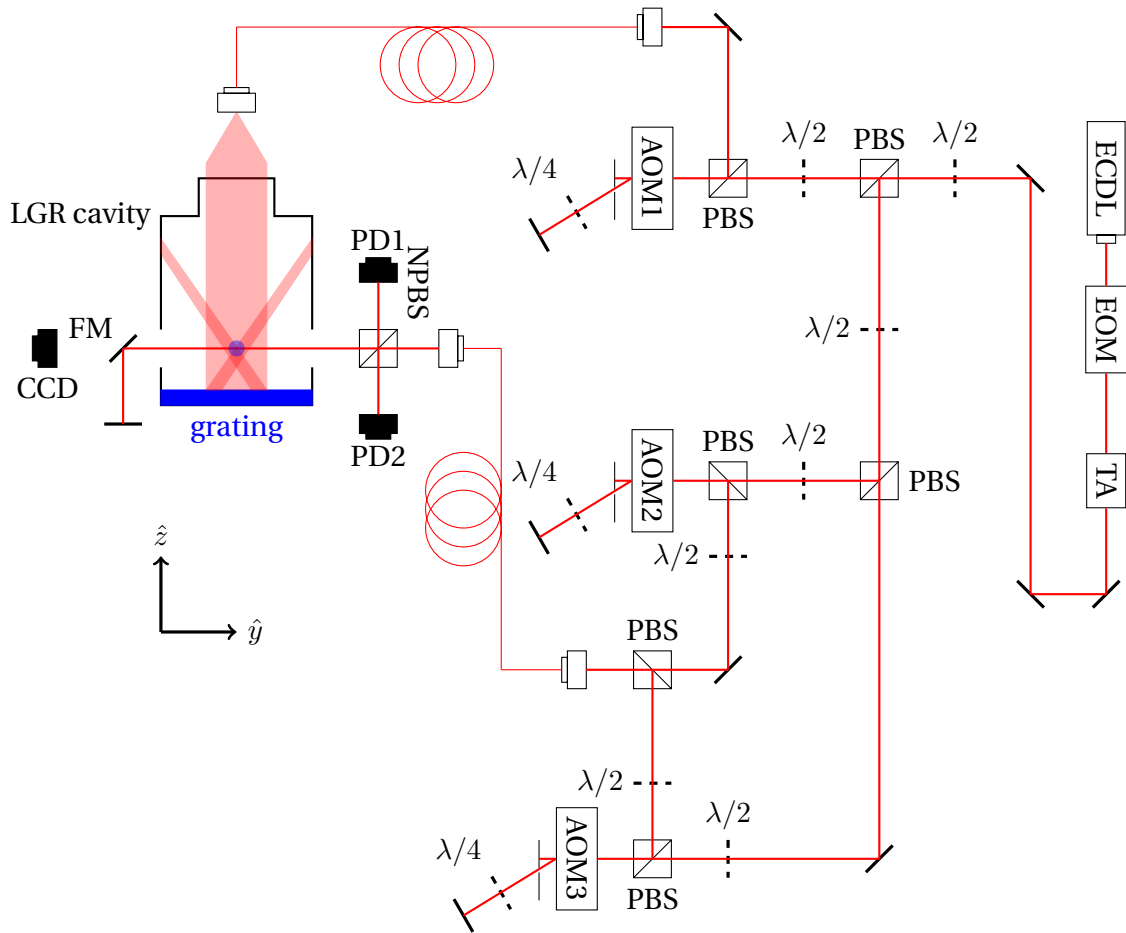 λ/2
PBS
λ/2
ECDL
AOM1
λ/4
PBS
LGR cavity
PD1
NPBS
EOM
FM
λ/2
CCD
grating
PD2
PBS
λ/2
TA
λ/4
AOM2
PBS
λ/2
ẑ
ŷ
PBS
λ/2
λ/2
AOM3
λ/4
PBS